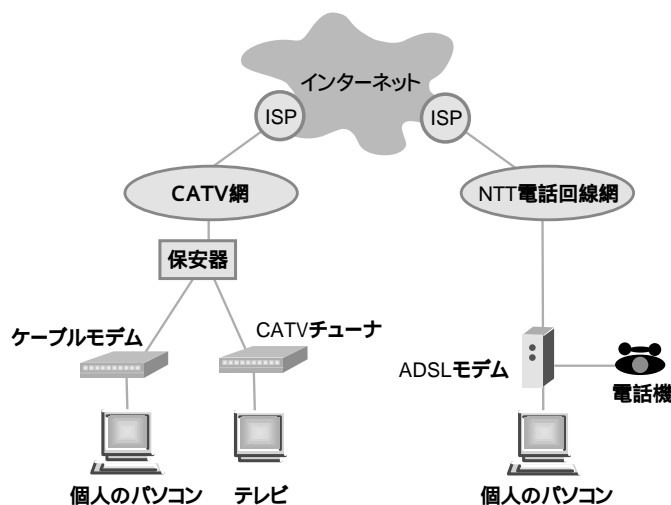 インターネット
ISP
ISP
CATV網
NTT電話回線網
保安器
ケーブルモデム
CATVチューナ
ADSLモデム
電話機
個人のパソコン
テレビ
個人のパソコン